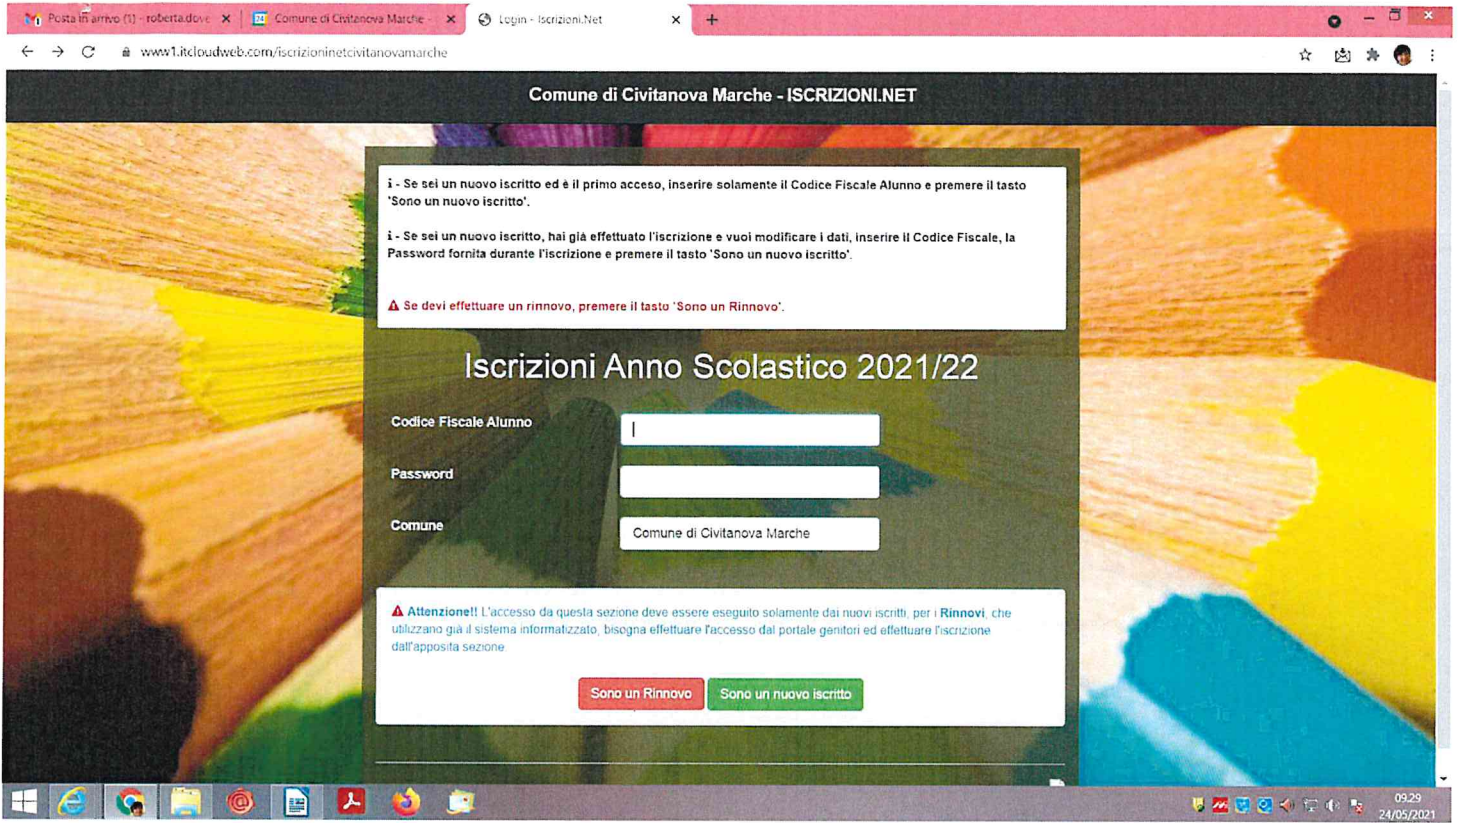 Posta in arrivo (1) - roberta.dove
Comune di Civitanova Marche -
Login - Iscrizioni.Net
www1.itcloudweb.com/iscrizioninetcivitanovamarche
Comune di Civitanova Marche - ISCRIZIONI.NET
i - Se sei un nuovo iscritto ed è il primo acceso, inserire solamente il Codice Fiscale Alunno e premere il tasto
'Sono un nuovo iscritto'.
i - Se sei un nuovo iscritto, hai già effettuato l'iscrizione e vuoi modificare i dati, inserire il Codice Fiscale, la
Password fornita durante l'iscrizione e premere il tasto 'Sono un nuovo iscritto'.
Se devi effettuare un rinnovo, premere il tasto 'Sono un Rinnovo'.
Iscrizioni Anno Scolastico 2021/22
Codice Fiscale Alunno
Password
Comune
Comune di Civitanova Marche
Attenzione!! L'accesso da questa sezione deve essere eseguito solamente dai nuovi iscritti, per i Rinnovi, che
utilizzano già il sistema informatizzato, bisogna effettuare l'accesso dal portale genitori ed effettuare l'iscrizione
dall'apposita sezione
Sono un Rinnovo
Sono un nuovo iscritto
09:29
24/05/2021